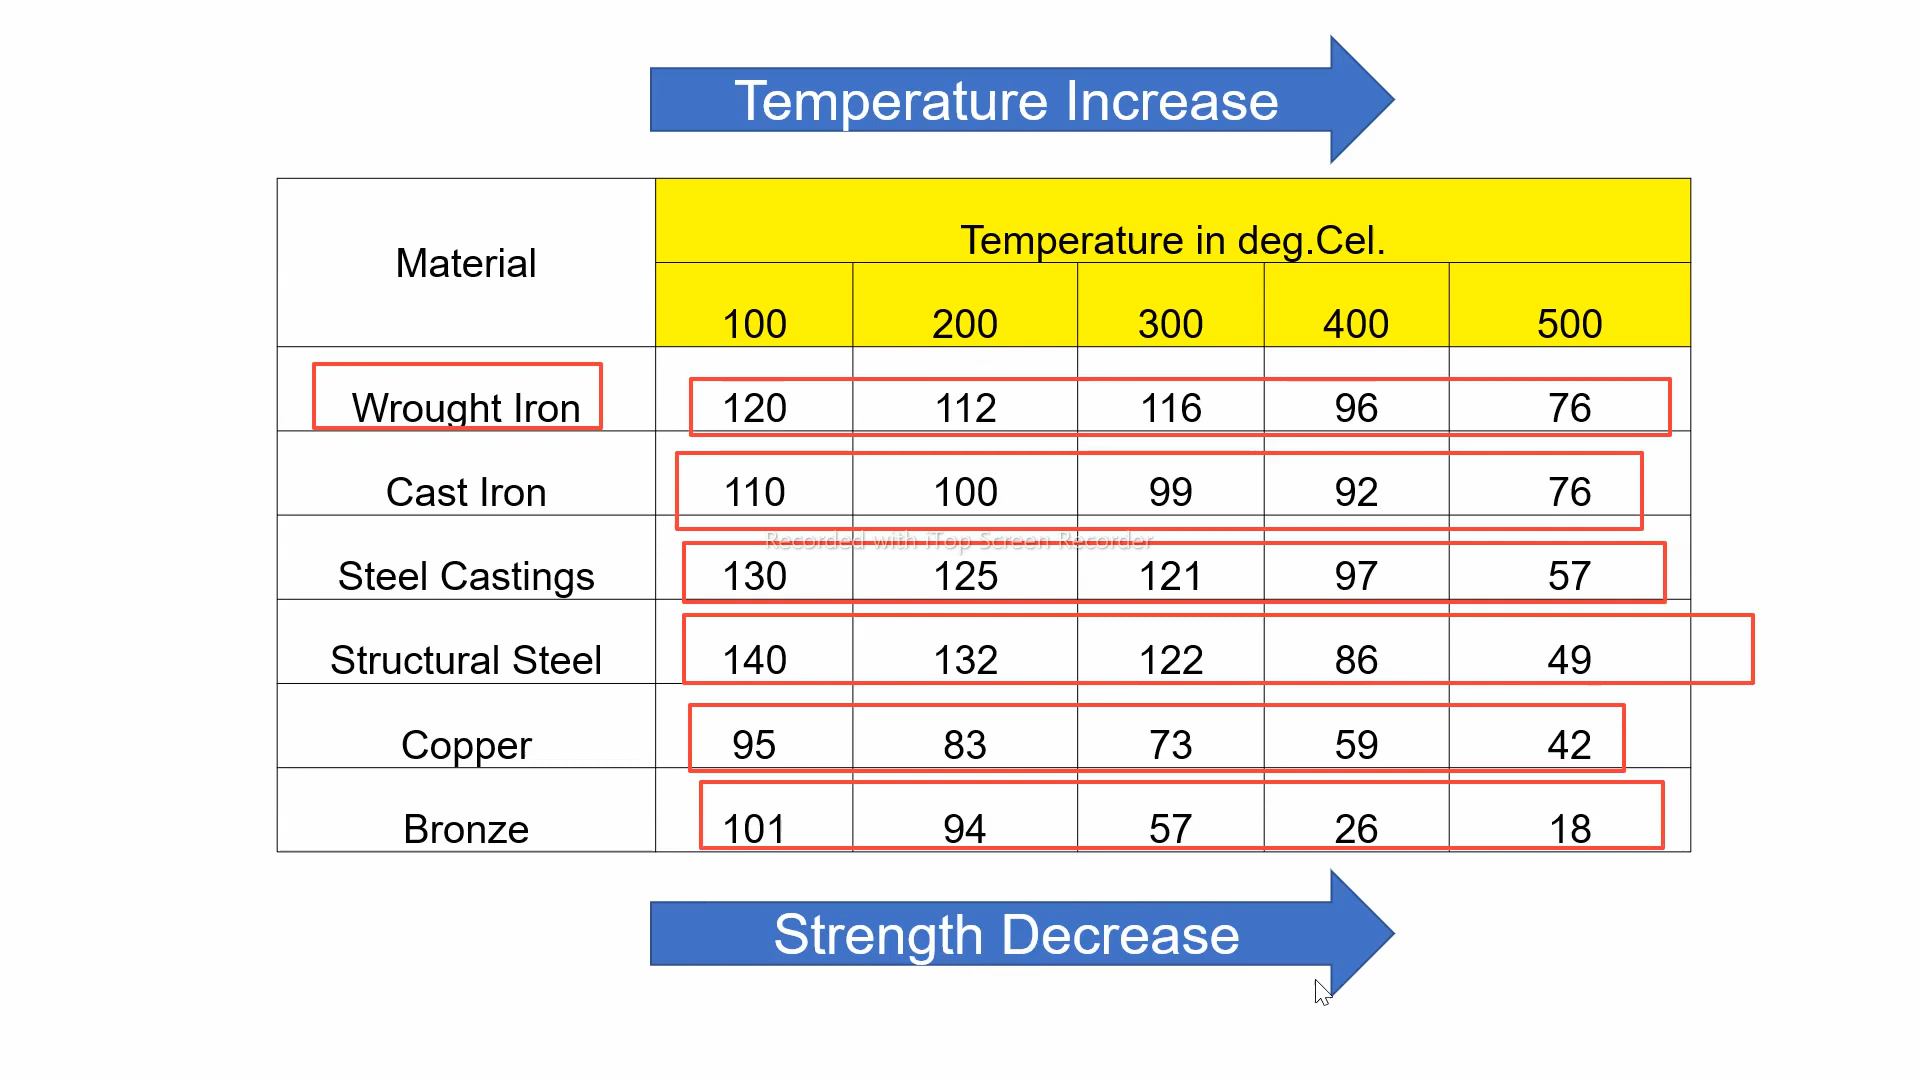 Temperature Increase
Material
Temperature in deg.Cel.
100 200 300 400 500
Wrought Iron 120 112 116 96 76
Cast Iron 110 100 99 92 76
Recorded with iTop Screen Recorder
Steel Castings 130 125 121 97 57
Structural Steel 140 132 122 86 49
Copper 95 83 73 59 42
Bronze 101 94 57 26 18
Strength Decrease